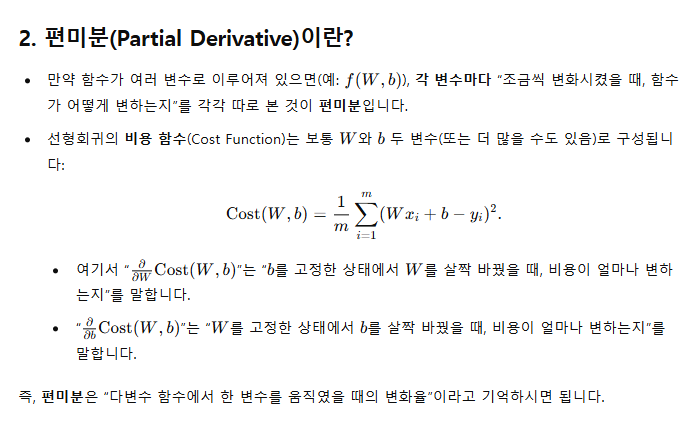 2. 편미분(Partial Derivative)이란?
• 만약 함수가 여러 변수로 이루어져 있으면(예: f(W, b)), 각 변수마다 “조금씩 변화시켰을 때, 함수
가 어떻게 변하는지”를 각각 따로 본 것이 편미분입니다.
• 선형회귀의 비용 함수(Cost Function)는 보통 W와 b 두 변수(또는 더 많을 수도 있음)로 구성됩니
다:
Cost(W, b) = \frac{1}{m} \sum_{i=1}^{m} (Wx_i + b − y_i)^2.
• 여기서 “\frac{∂}{∂W}Cost(W, b)”는 “b를 고정한 상태에서 W를 살짝 바꿨을 때, 비용이 얼마나 변하
는지”를 말합니다.
• “\frac{∂}{∂b}Cost(W, b)”는 “W를 고정한 상태에서 b를 살짝 바꿨을 때, 비용이 얼마나 변하는지”를
말합니다.
즉, 편미분은 “다변수 함수에서 한 변수를 움직였을 때의 변화율”이라고 기억하시면 됩니다.